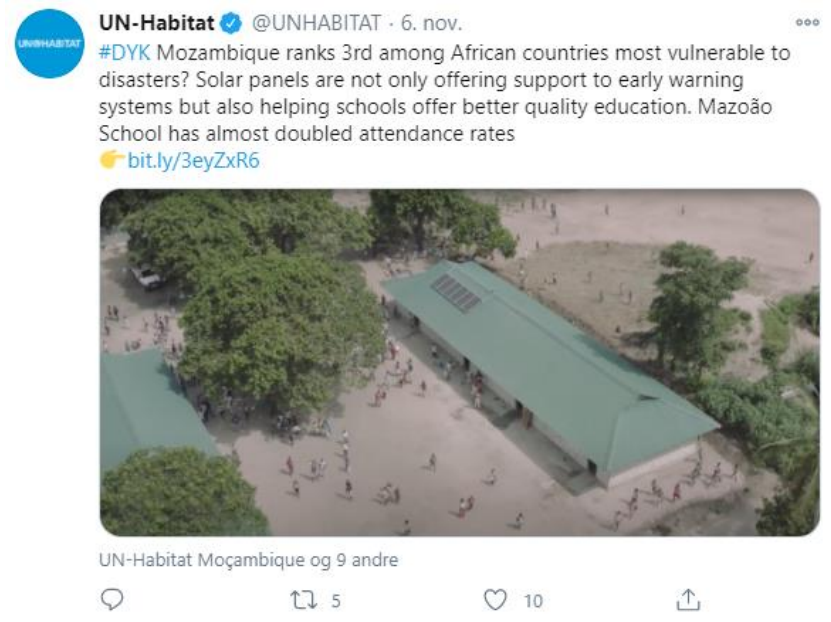 UN-Habitat @UNHABITAT · 6. nov.
UN HABITAT
#DYK Mozambique ranks 3rd among African countries most vulnerable to
disasters? Solar panels are not only offering support to early warning
systems but also helping schools offer better quality education. Mazoão
School has almost doubled attendance rates
👉bit.ly/3eyZxR6
UN-Habitat Moçambique og 9 andre
5
10